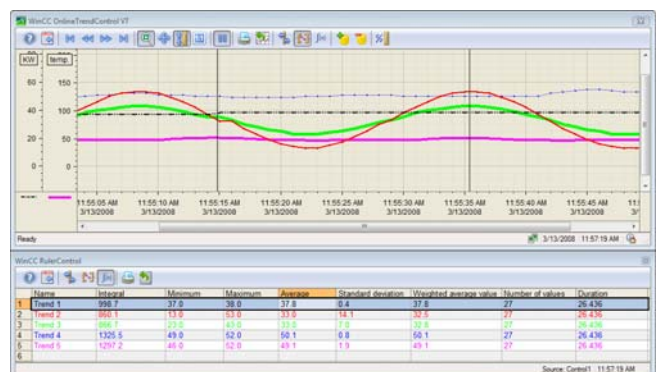 WinCC OnlineTrendControl VT
KW temp.
60 150
40 100
20 50
0 0
11:55:05 AM 11:55:10 AM 11:55:15 AM 11:55:20 AM 11:55:25 AM 11:55:30 AM 11:55:35 AM 11:55:40 AM 11:55:45 AM 11:
3/13/2008 3/13/2008 3/13/2008 3/13/2008 3/13/2008 3/13/2008 3/13/2008 3/13/2008 3/13/2008 3/1
Ready 3/13/2008 11:57:19 AM
WinCC RulerControl
Name Integral Minimum Maximum Average Standard deviation Weighted average value Number of values Duration
1 Trend 1 998.7 37.0 38.0 37.8 0.4 37.8 27 26.436
2 Trend 2 860.1 13.0 53.0 33.0 14.1 32.5 27 26.436
3 Trend 3 866.7 23.0 43.0 33.0 7.0 32.8 27 26.436
4 Trend 4 1325.5 49.0 52.0 50.1 0.8 50.1 27 26.436
5 Trend 5 1297.2 46.0 52.0 49.1 1.9 49.1 27 26.436
6
Source: Control1 11:57:19 AM